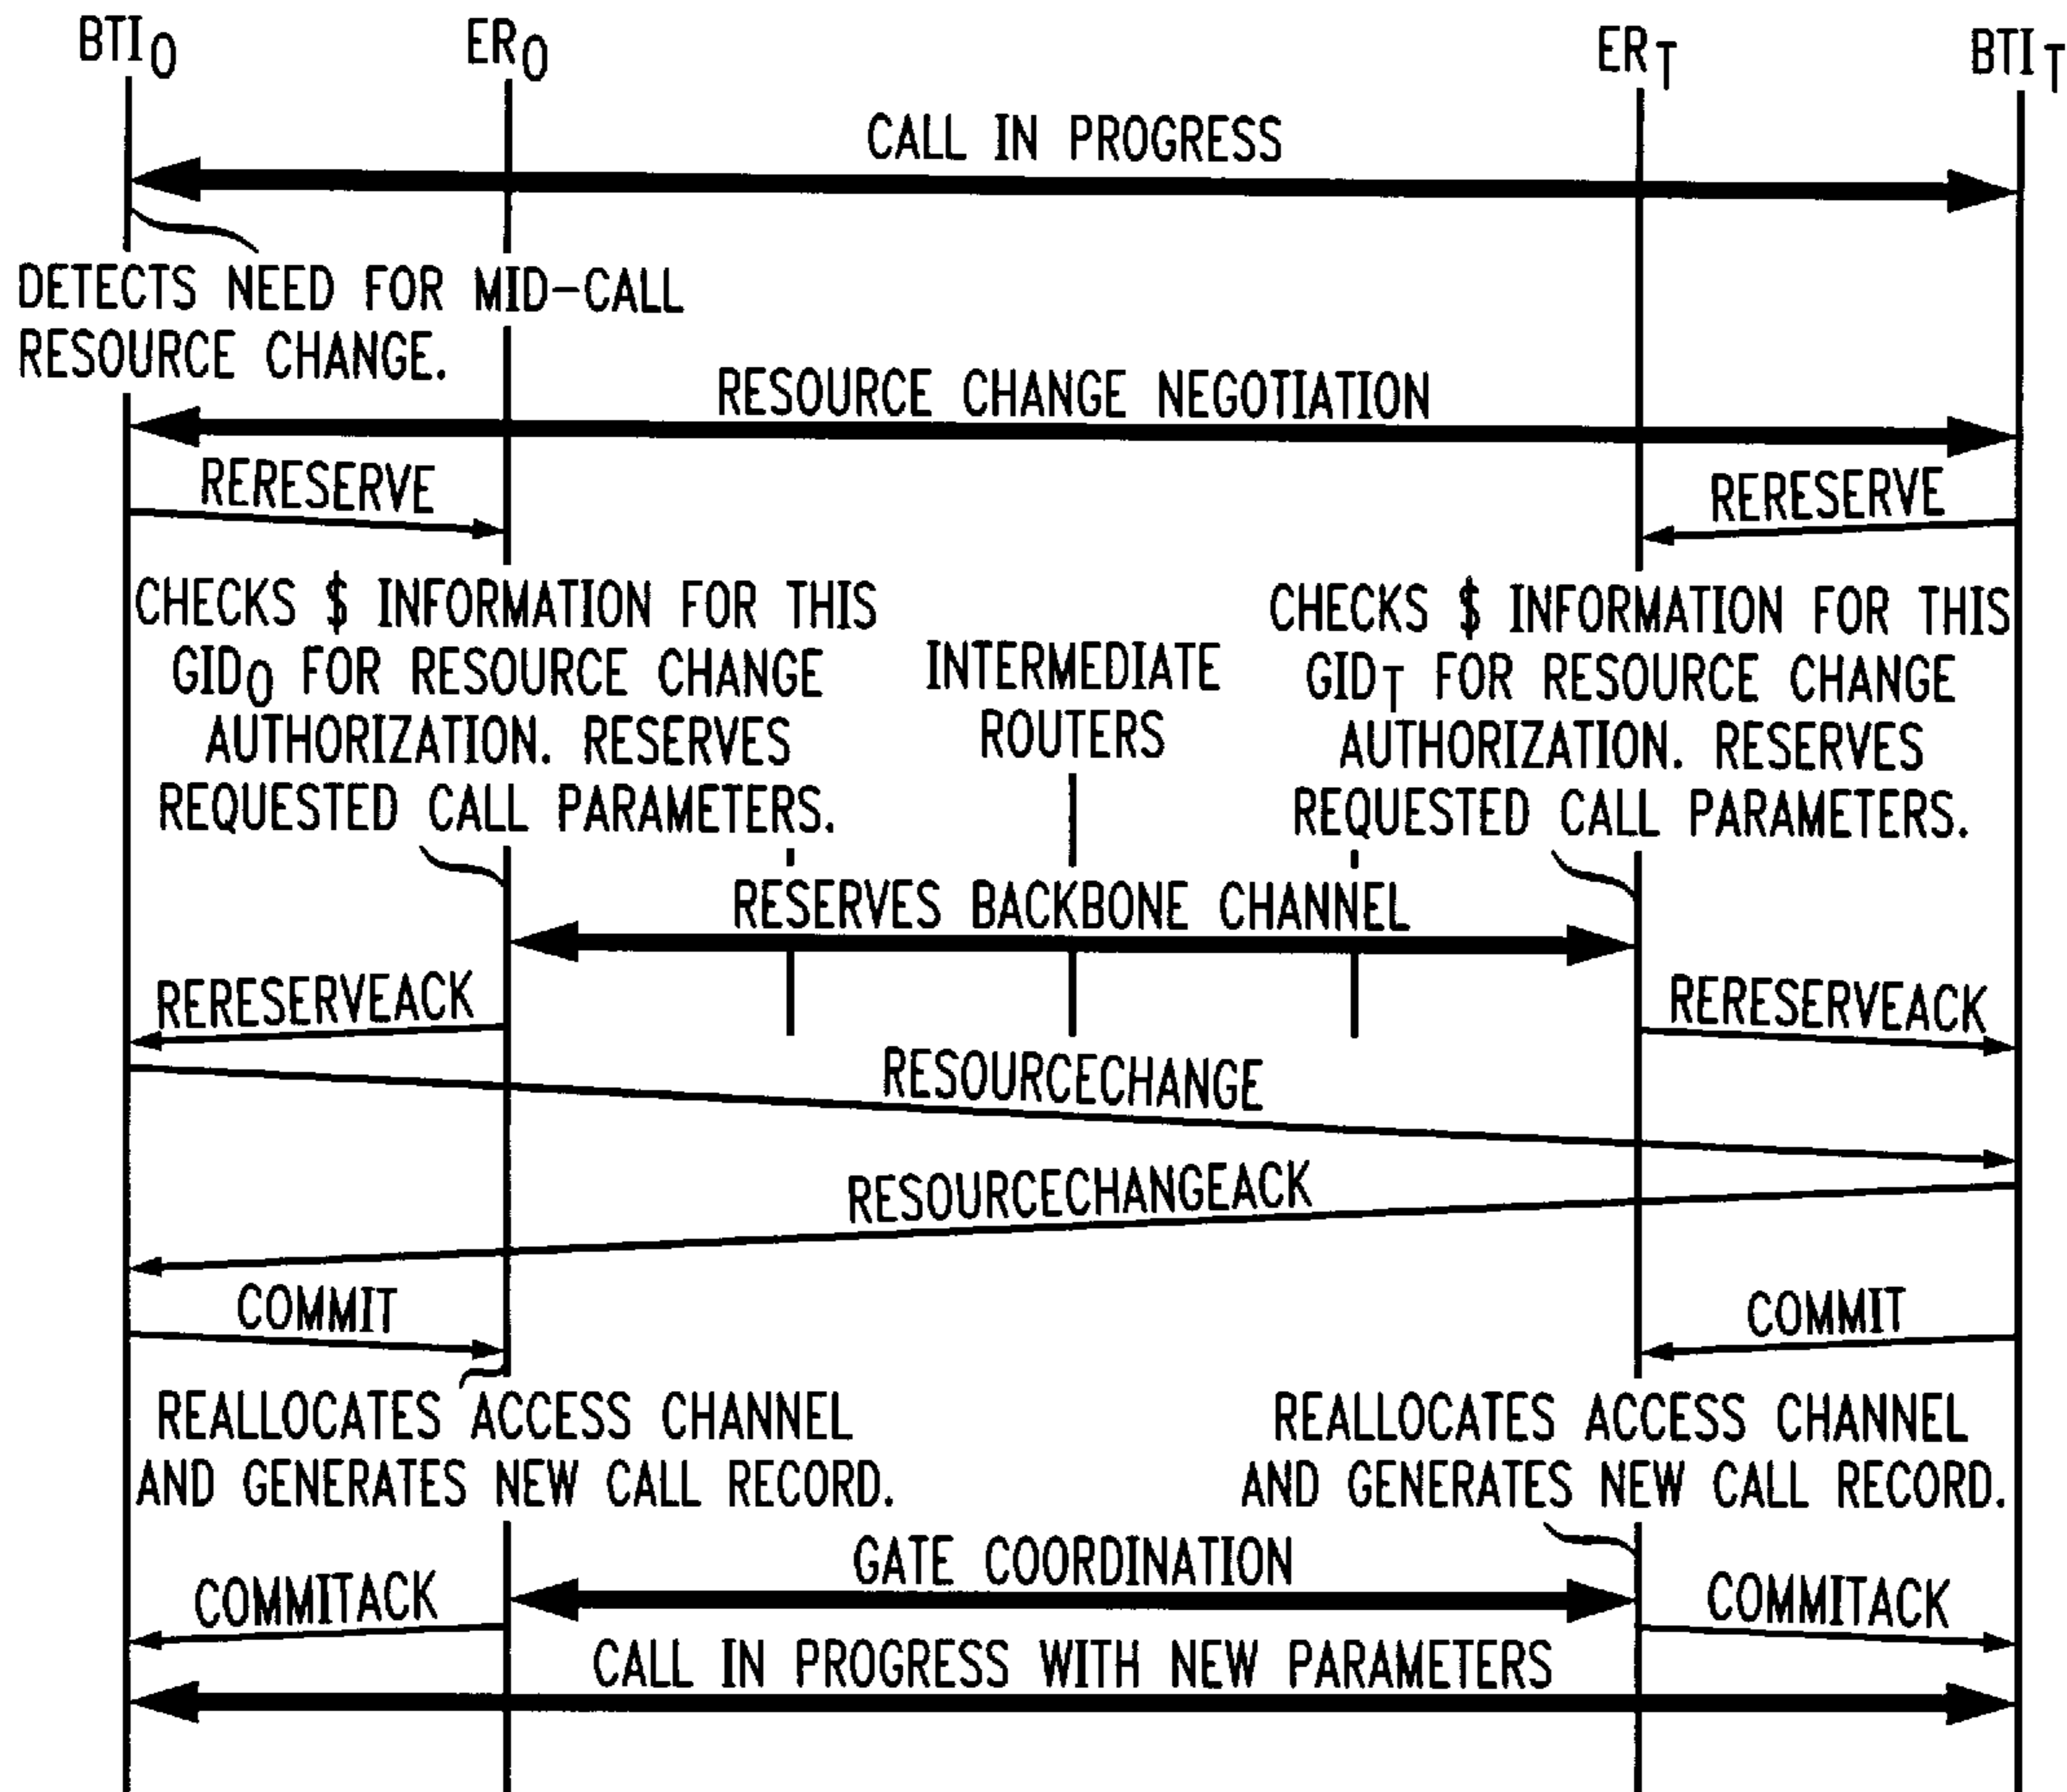 BTIO ERO ERT BTIT
CALL IN PROGRESS
DETECTS NEED FOR MID-CALL
RESOURCE CHANGE.
RESOURCE CHANGE NEGOTIATION
RERESERVE
RERESERVE
CHECKS $ INFORMATION FOR THIS
GIDO FOR RESOURCE CHANGE
AUTHORIZATION. RESERVES
REQUESTED CALL PARAMETERS.
INTERMEDIATE
ROUTERS
CHECKS $ INFORMATION FOR THIS
GIDT FOR RESOURCE CHANGE
AUTHORIZATION. RESERVES
REQUESTED CALL PARAMETERS.
RESERVES BACKBONE CHANNEL
RERESERVEACK
RERESERVEACK
RESOURCECHANGE
RESOURCECHANGEACK
COMMIT
COMMIT
REALLOCATES ACCESS CHANNEL
AND GENERATES NEW CALL RECORD.
REALLOCATES ACCESS CHANNEL
AND GENERATES NEW CALL RECORD.
GATE COORDINATION
COMMITACK
COMMITACK
CALL IN PROGRESS WITH NEW PARAMETERS